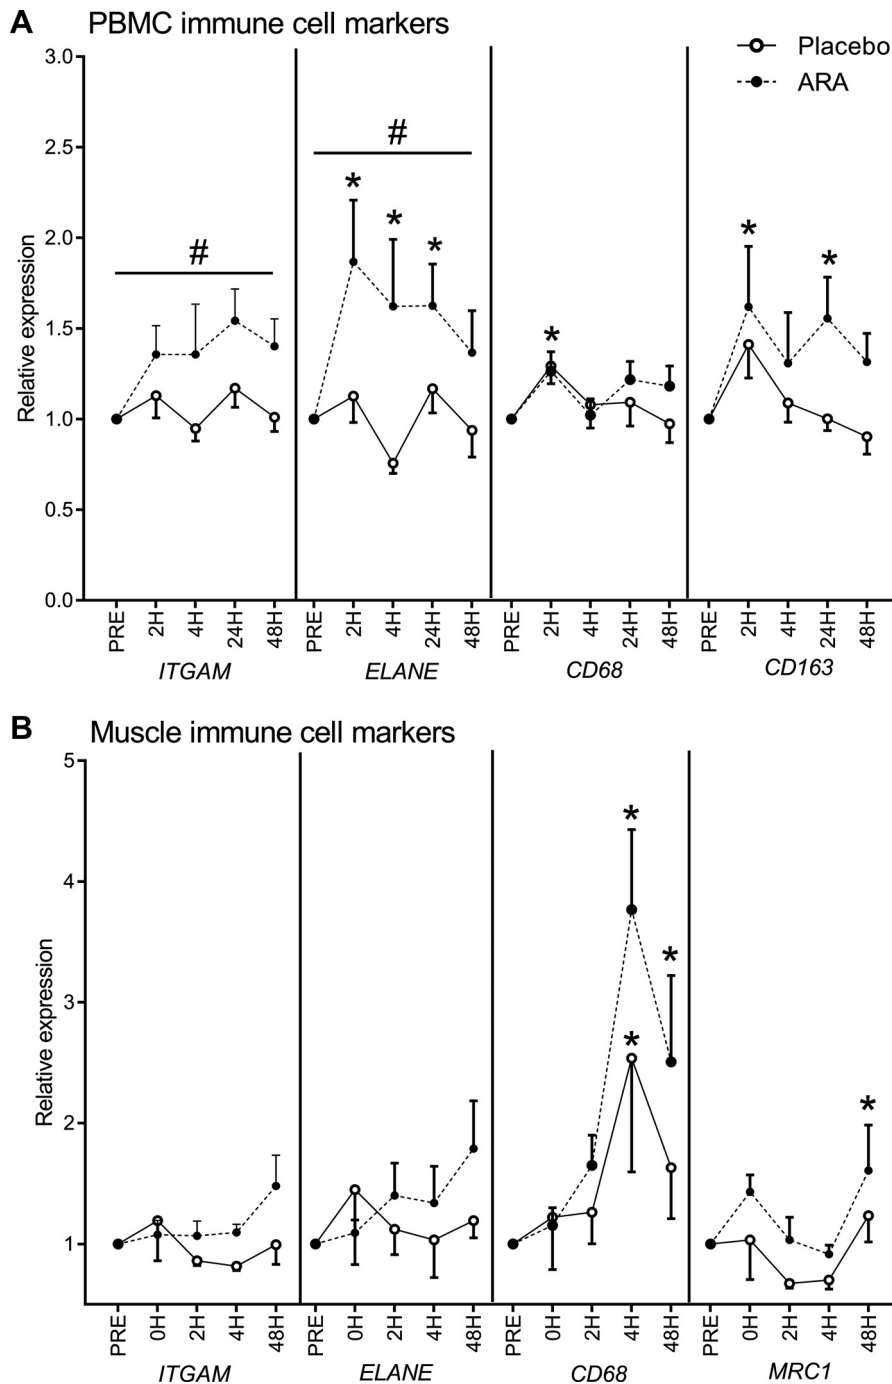 A PBMC immune cell markers
Placebo
ARA
Relative expression
3.0
2.5
2.0
1.5
1.0
0.5
0.0
#
#
* * * * * *
PRE 2H 4H 24H 48H PRE 2H 4H 24H 48H PRE 2H 4H 24H 48H PRE 2H 4H 24H 48H
ITGAM ELANE CD68 CD163
B Muscle immune cell markers
Relative expression
5
4
3
2
1
* * * *
PRE 0H 2H 4H 48H PRE 0H 2H 4H 48H PRE 0H 2H 4H 48H PRE 0H 2H 4H 48H
ITGAM ELANE CD68 MRC1